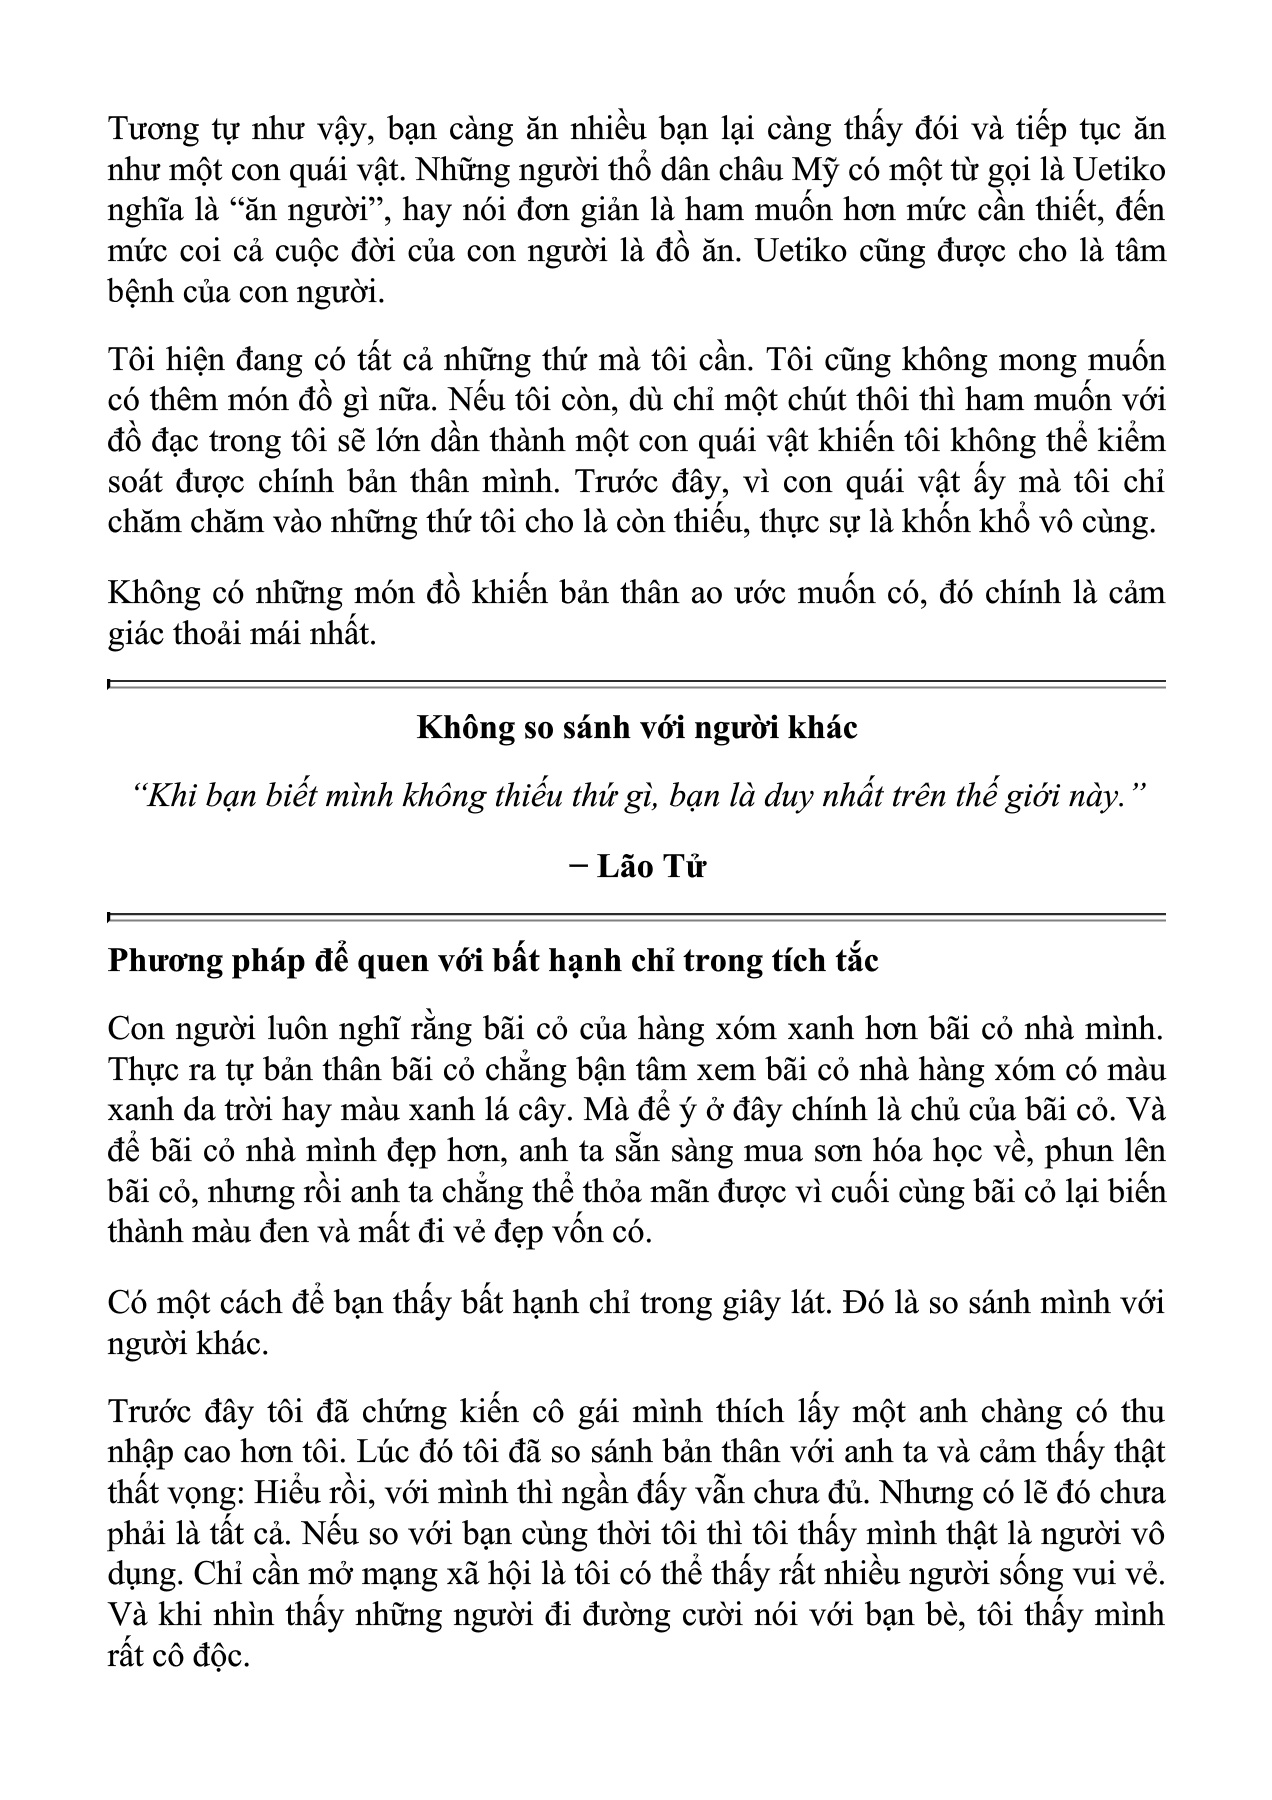 Tương tự như vậy, bạn càng ăn nhiều bạn lại càng thấy đói và tiếp tục ăn
như một con quái vật. Những người thổ dân châu Mỹ có một từ gọi là Uetiko
nghĩa là “ăn người”, hay nói đơn giản là ham muốn hơn mức cần thiết, đến
mức coi cả cuộc đời của con người là đồ ăn. Uetiko cũng được cho là tâm
bệnh của con người.
Tôi hiện đang có tất cả những thứ mà tôi cần. Tôi cũng không mong muốn
có thêm món đồ gì nữa. Nếu tôi còn, dù chỉ một chút thôi thì ham muốn với
đồ đạc trong tôi sẽ lớn dần thành một con quái vật khiến tôi không thể kiểm
soát được chính bản thân mình. Trước đây, vì con quái vật ấy mà tôi chỉ
chăm chăm vào những thứ tôi cho là còn thiếu, thực sự là khốn khổ vô cùng.
Không có những món đồ khiến bản thân ao ước muốn có, đó chính là cảm
giác thoải mái nhất.
Không so sánh với người khác
“Khi bạn biết mình không thiếu thứ gì, bạn là duy nhất trên thế giới này.”
– Lão Tử
Phương pháp để quen với bất hạnh chỉ trong tích tắc
Con người luôn nghĩ rằng bãi cỏ của hàng xóm xanh hơn bãi cỏ nhà mình.
Thực ra tự bản thân bãi cỏ chẳng bận tâm xem bãi cỏ nhà hàng xóm có màu
xanh da trời hay màu xanh lá cây. Mà để ý ở đây chính là chủ của bãi cỏ. Và
để bãi cỏ nhà mình đẹp hơn, anh ta sẵn sàng mua sơn hóa học về, phun lên
bãi cỏ, nhưng rồi anh ta chẳng thể thỏa mãn được vì cuối cùng bãi cỏ lại biến
thành màu đen và mất đi vẻ đẹp vốn có.
Có một cách để bạn thấy bất hạnh chỉ trong giây lát. Đó là so sánh mình với
người khác.
Trước đây tôi đã chứng kiến cô gái mình thích lấy một anh chàng có thu
nhập cao hơn tôi. Lúc đó tôi đã so sánh bản thân với anh ta và cảm thấy thật
thất vọng: Hiểu rồi, với mình thì ngần đấy vẫn chưa đủ. Nhưng có lẽ đó chưa
phải là tất cả. Nếu so với bạn cùng thời tôi thì tôi thấy mình thật là người vô
dụng. Chỉ cần mở mạng xã hội là tôi có thể thấy rất nhiều người sống vui vẻ.
Và khi nhìn thấy những người đi đường cười nói với bạn bè, tôi thấy mình
rất cô độc.